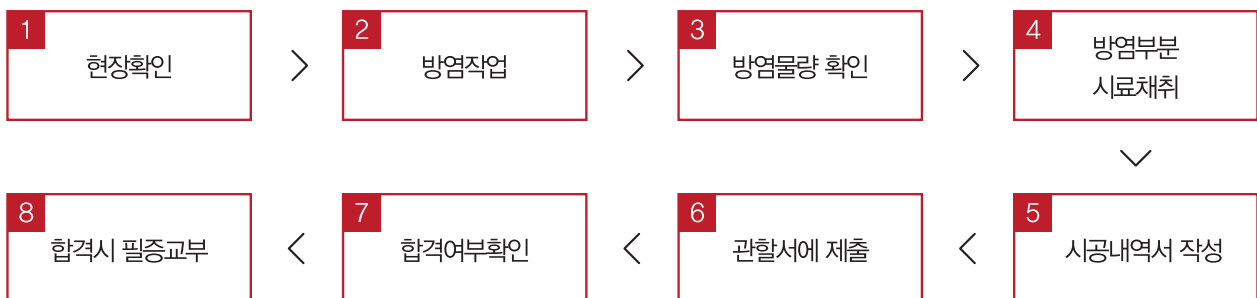 1
현장확인
2
방염작업
3
방염물량 확인
4
방염부분
시료채취
5
시공내역서 작성
6
관할서에 제출
7
합격여부확인
8
합격시 필증교부